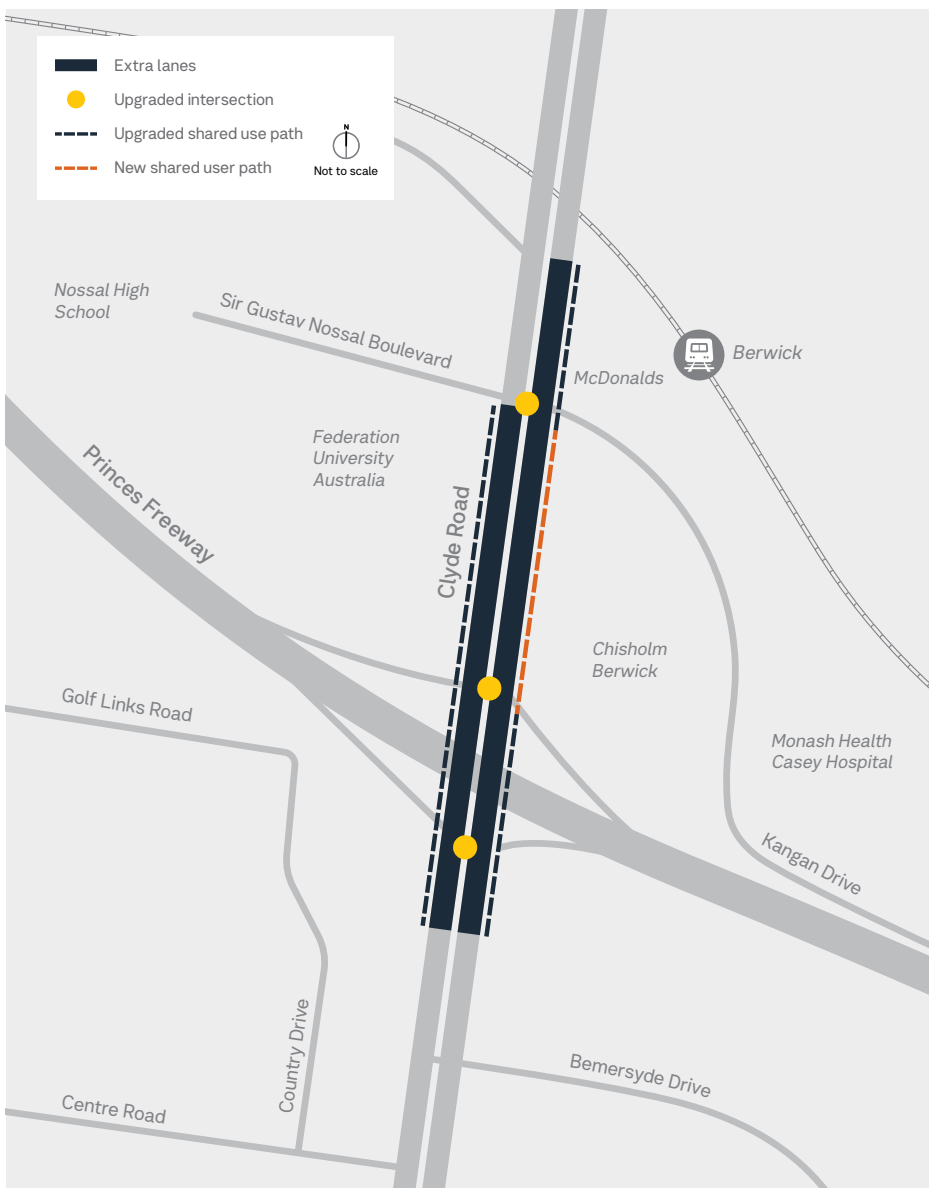 Extra lanes
Upgraded intersection
Upgraded shared use path
New shared user path
N
Not to scale
Nossal High
School
Sir Gustav Nossal Boulevard
McDonalds
Berwick
Federation
University
Australia
Princes Freeway
Clyde Road
Chisholm
Berwick
Golf Links Road
Monash Health
Casey Hospital
Kangan Drive
Country Drive
Bemersyde Drive
Centre Road